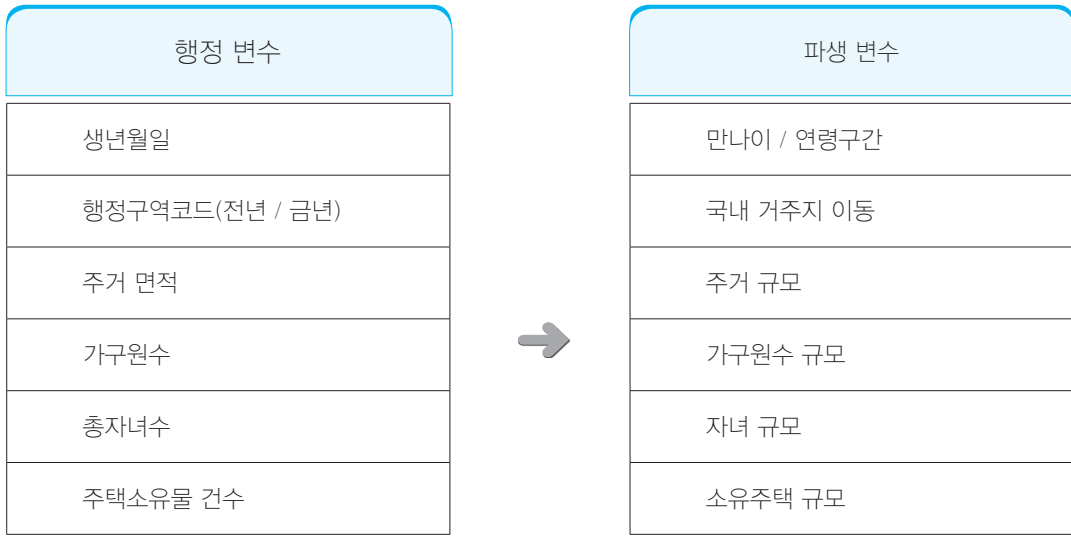 행정 변수
파생 변수
생년월일
만나이 / 연령구간
행정구역코드(전년 / 금년)
국내 거주지 이동
주거 면적
주거 규모
가구원수
가구원수 규모
총자녀수
자녀 규모
주택소유물 건수
소유주택 규모